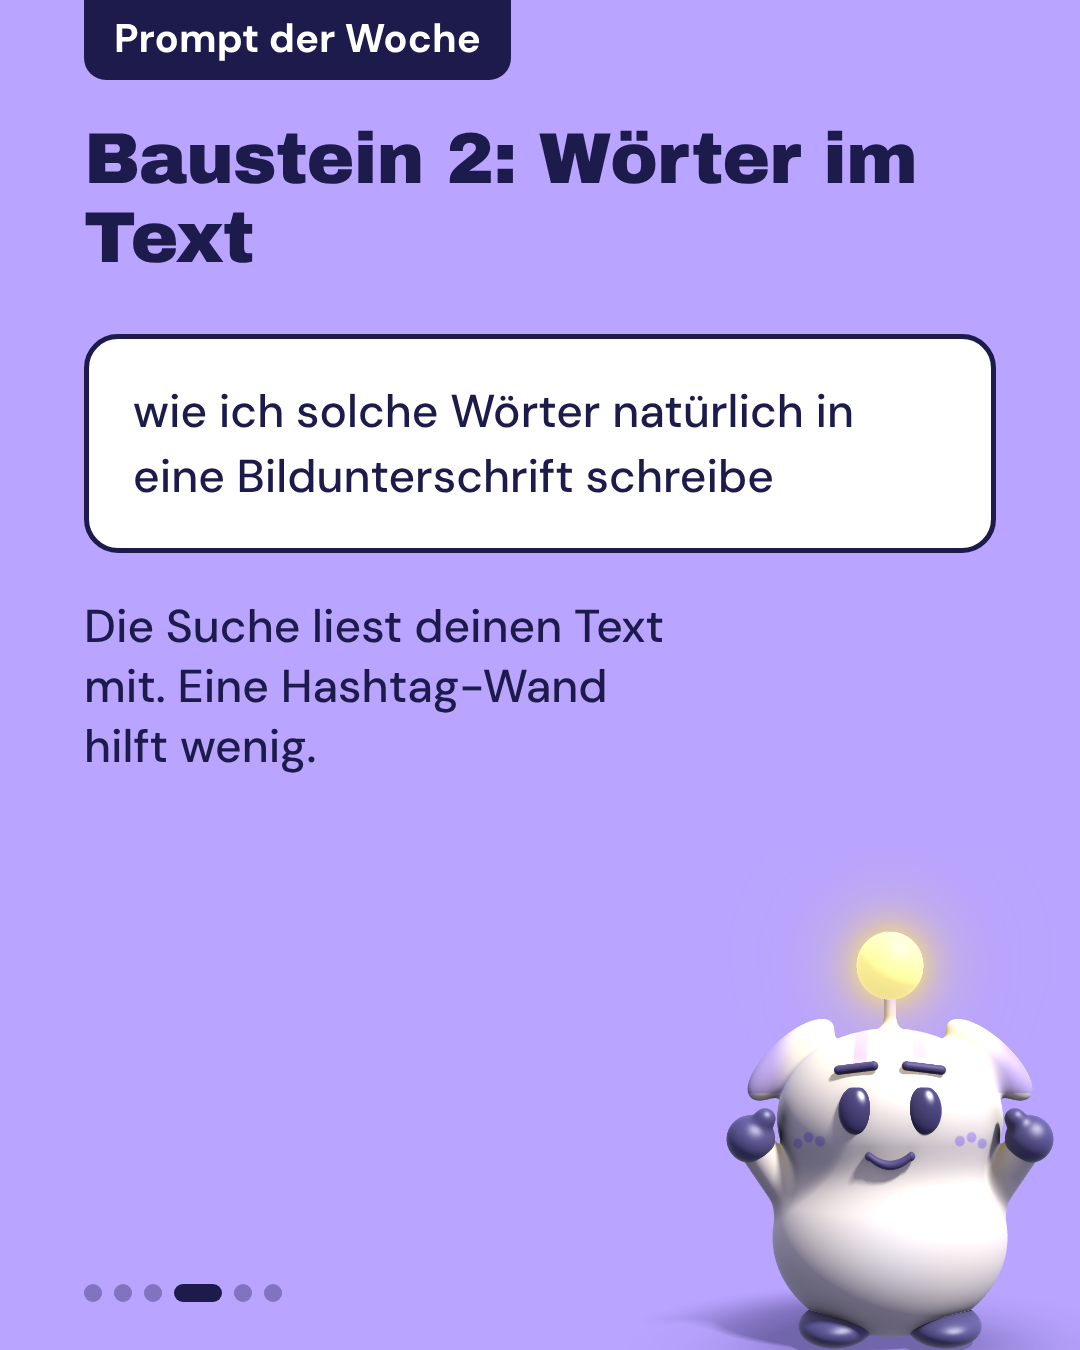 Prompt der Woche
Baustein 2: Wörter im
Text
wie ich solche Wörter natürlich in
eine Bildunterschrift schreibe
Die Suche liest deinen Text
mit. Eine Hashtag-Wand
hilft wenig.